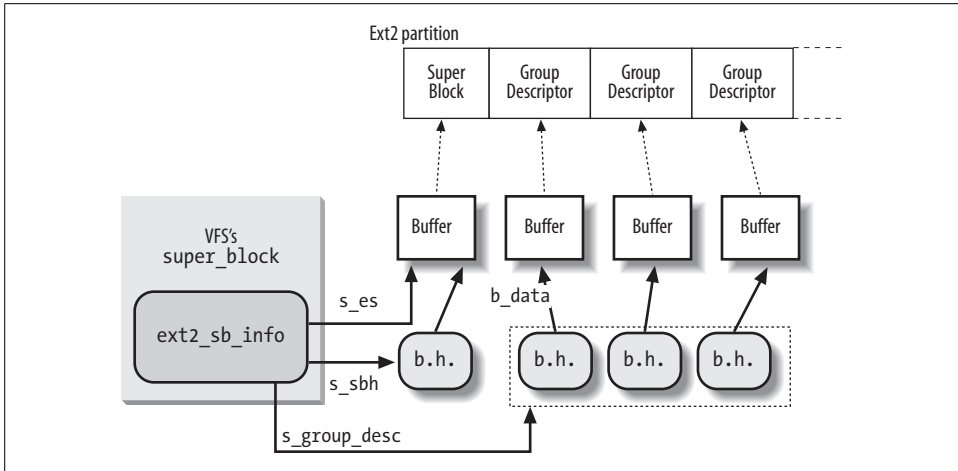 Ext2 partition
Super
Block
Group
Descriptor
Group
Descriptor
Group
Descriptor
Buffer
Buffer
Buffer
Buffer
VFS's
super_block
s_es
b_data
ext2_sb_info
b.h.
b.h.
b.h.
b.h.
s_sbh
s_group_desc